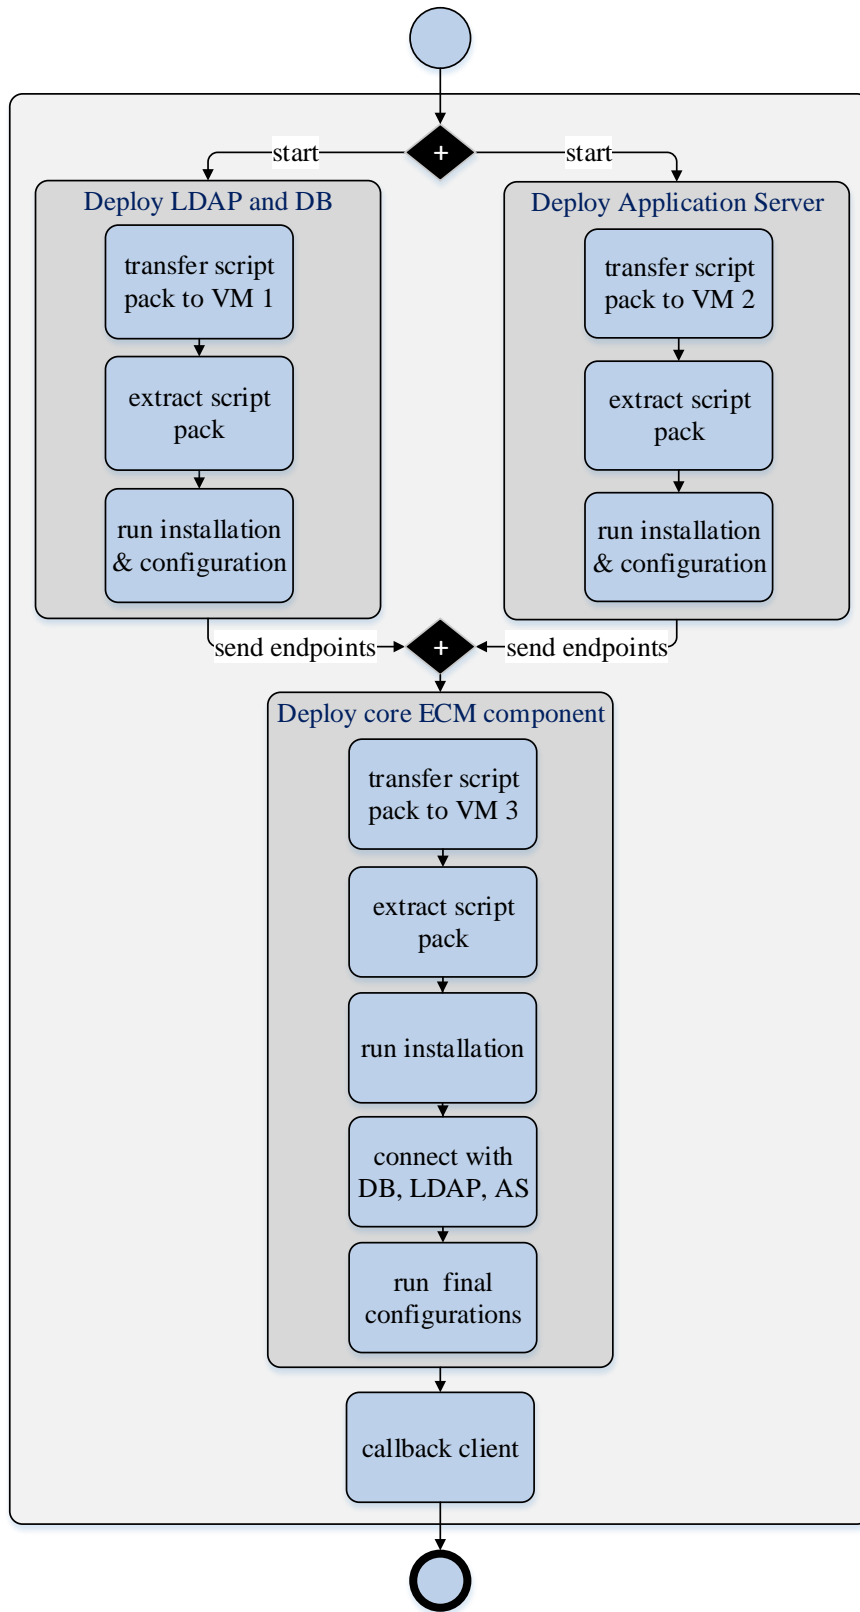 +
start
start
Deploy LDAP and DB
transfer script
pack to VM 1
extract script
pack
run installation
& configuration
Deploy Application Server
transfer script
pack to VM 2
extract script
pack
run installation
& configuration
send endpoints
+
send endpoints
Deploy core ECM component
transfer script
pack to VM 3
extract script
pack
run installation
connect with
DB, LDAP, AS
run final
configurations
callback client